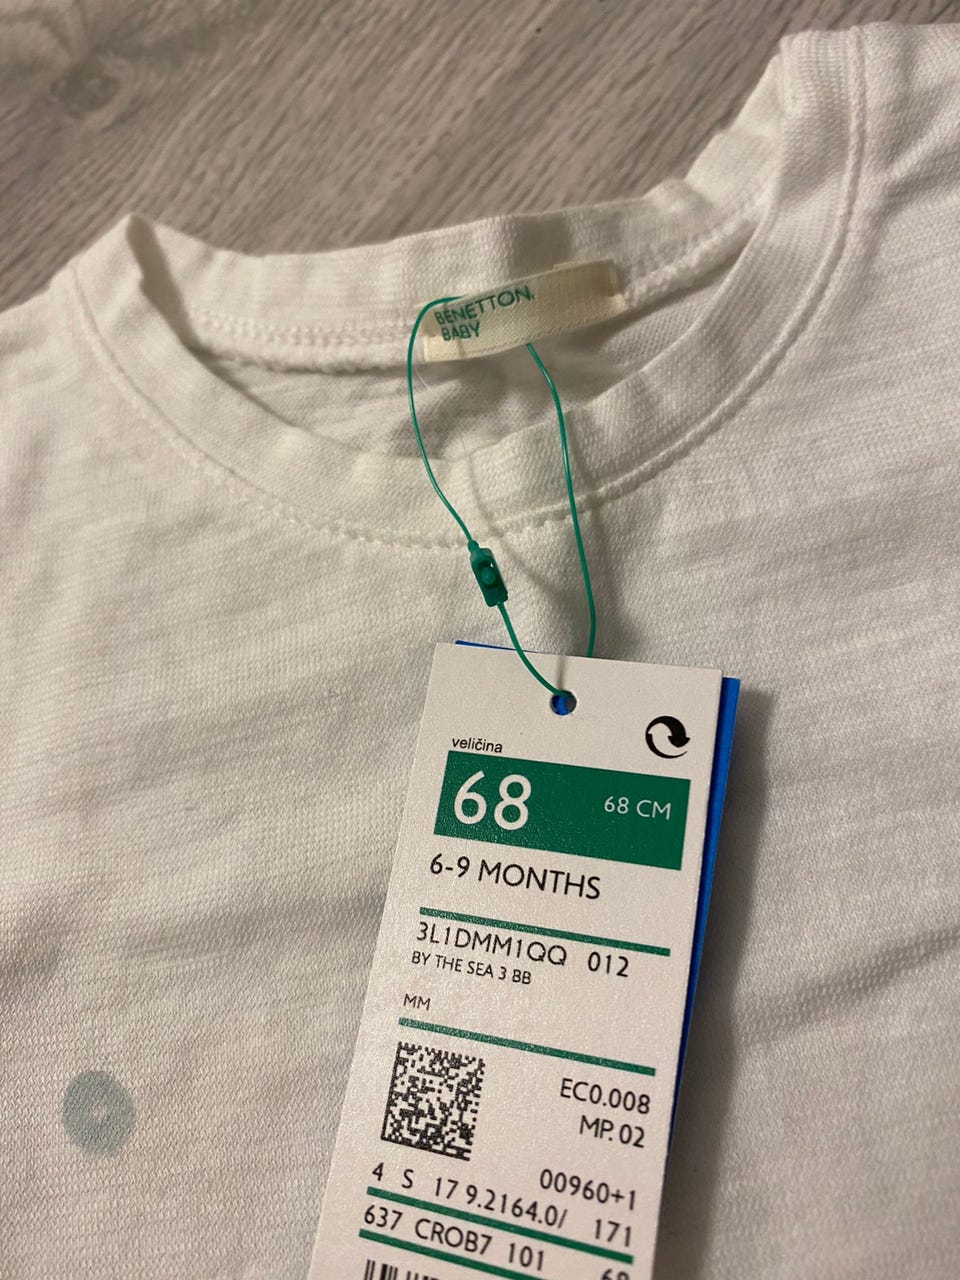 BENETTON
BABY
veličina
68 68 CM
6-9 MONTHS
3L1DMM1QQ 012
BY THE SEA 3 BB
MM
EC0.008
MP. 02
00960+1
4 S 17 9.2164.0/ 171
637 CROB7 101 68